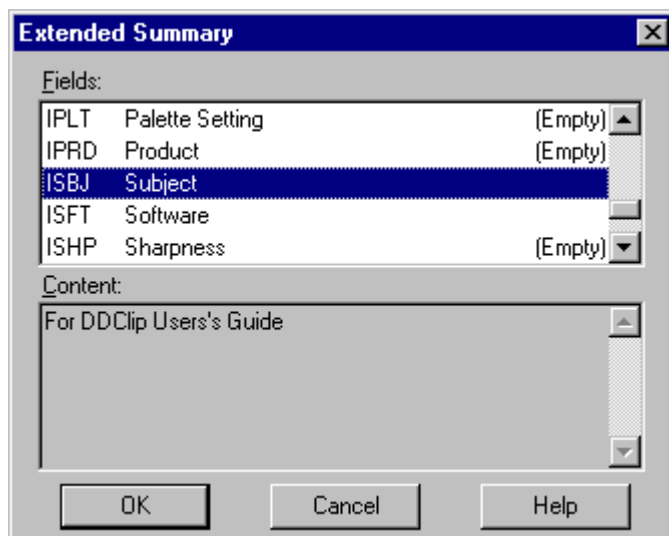 Extended Summary
Fields:
IPLT Palette Setting (Empty)
IPRD Product (Empty)
ISBJ Subject
ISFT Software
ISHP Sharpness (Empty)
Content:
For DDClip Users's Guide
OK Cancel Help